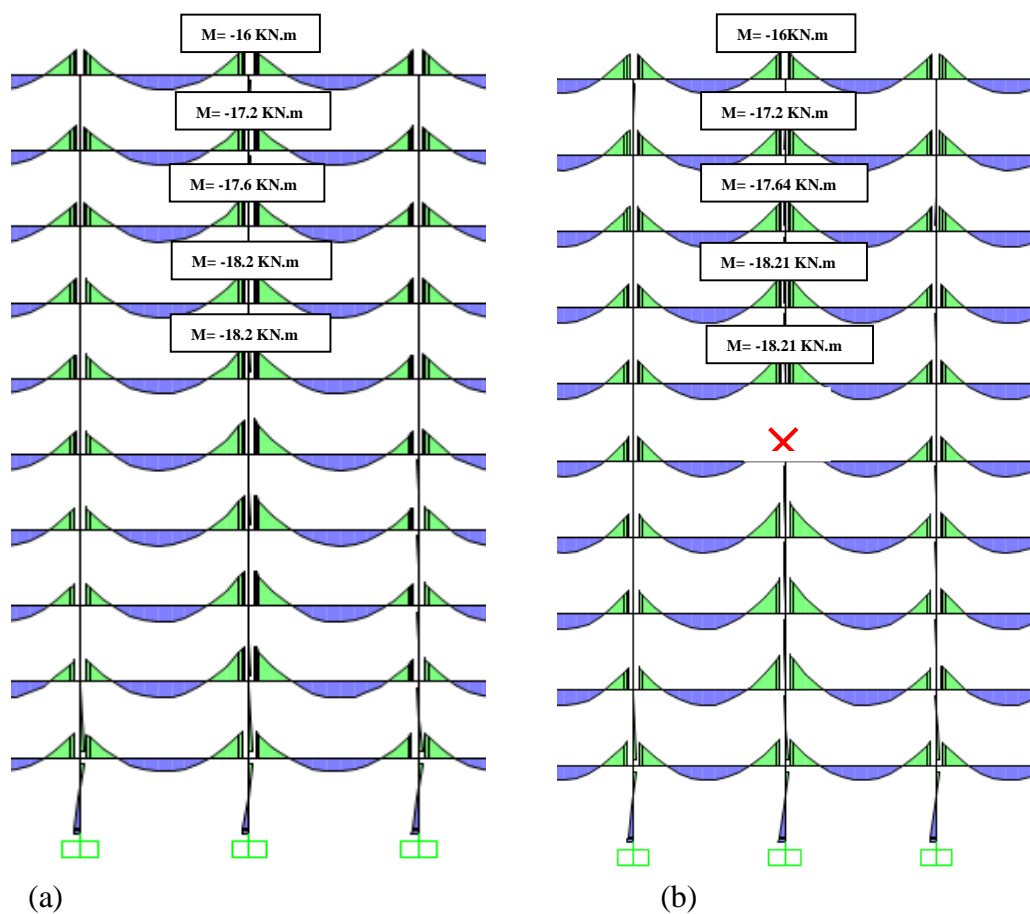 M= -16 KN.m
M= -17.2 KN.m
M= -17.6 KN.m
M= -18.2 KN.m
M= -18.2 KN.m
(a)
M= -16KN.m
M= -17.2 KN.m
M= -17.64 KN.m
M= -18.21 KN.m
M= -18.21 KN.m
(b)